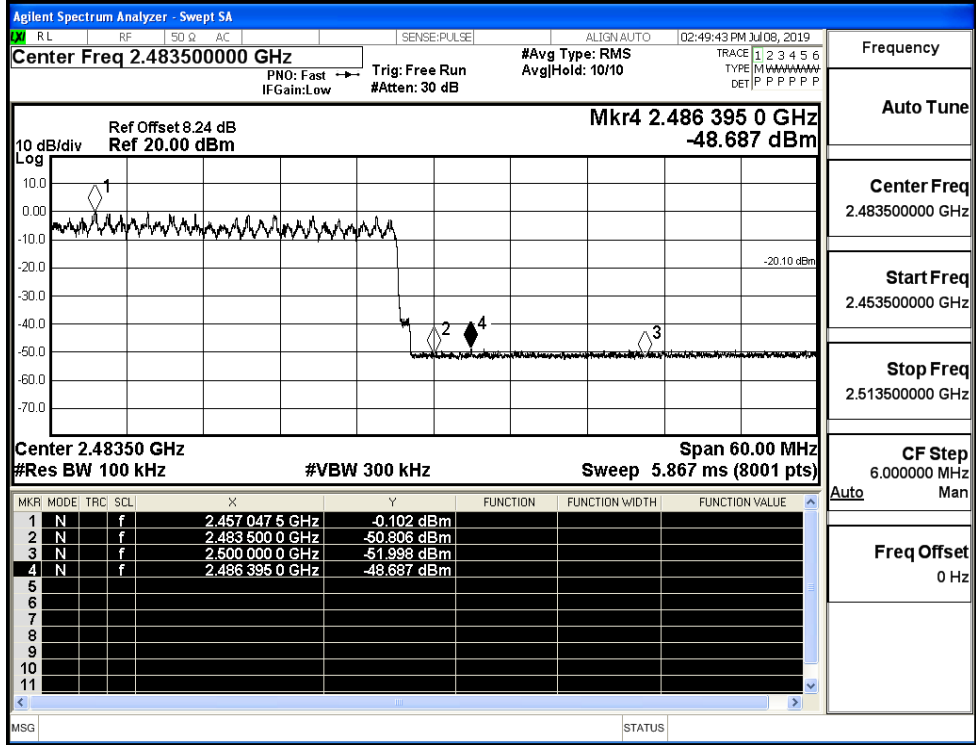 Agilent Spectrum Analyzer - Swept SA
LXI RL RF 50 Ω AC SENSE:PULSE ALIGN AUTO 02:49:43 PM Jul 08, 2019
Center Freq 2.483500000 GHz
PNO: Fast
IFGain:Low
Trig: Free Run
#Atten: 30 dB
#Avg Type: RMS
Avg|Hold: 10/10
TRACE 1 2 3 4 5 6
TYPE M W W W W W
DET P P P P P P
Ref Offset 8.24 dB
10 dB/div Ref 20.00 dBm
Log
Mkr4 2.486 395 0 GHz
-48.687 dBm
10.0
0.00
-10.0
-20.0
-30.0
-40.0
-50.0
-60.0
-70.0
1
2
4
3
-20.10 dBm
Center 2.48350 GHz Span 60.00 MHz
#Res BW 100 kHz #VBW 300 kHz Sweep 5.867 ms (8001 pts)
MKR MODE TRC SCL X Y FUNCTION FUNCTION WIDTH FUNCTION VALUE
1 N f 2.457 047 5 GHz -0.102 dBm
2 N f 2.483 500 0 GHz -50.806 dBm
3 N f 2.500 000 0 GHz -51.998 dBm
4 N f 2.486 395 0 GHz -48.687 dBm
5
6
7
8
9
10
11
MSG STATUS
Frequency
Auto Tune
Center Freq
2.483500000 GHz
Start Freq
2.453500000 GHz
Stop Freq
2.513500000 GHz
CF Step
6.000000 MHz
Auto Man
Freq Offset
0 Hz